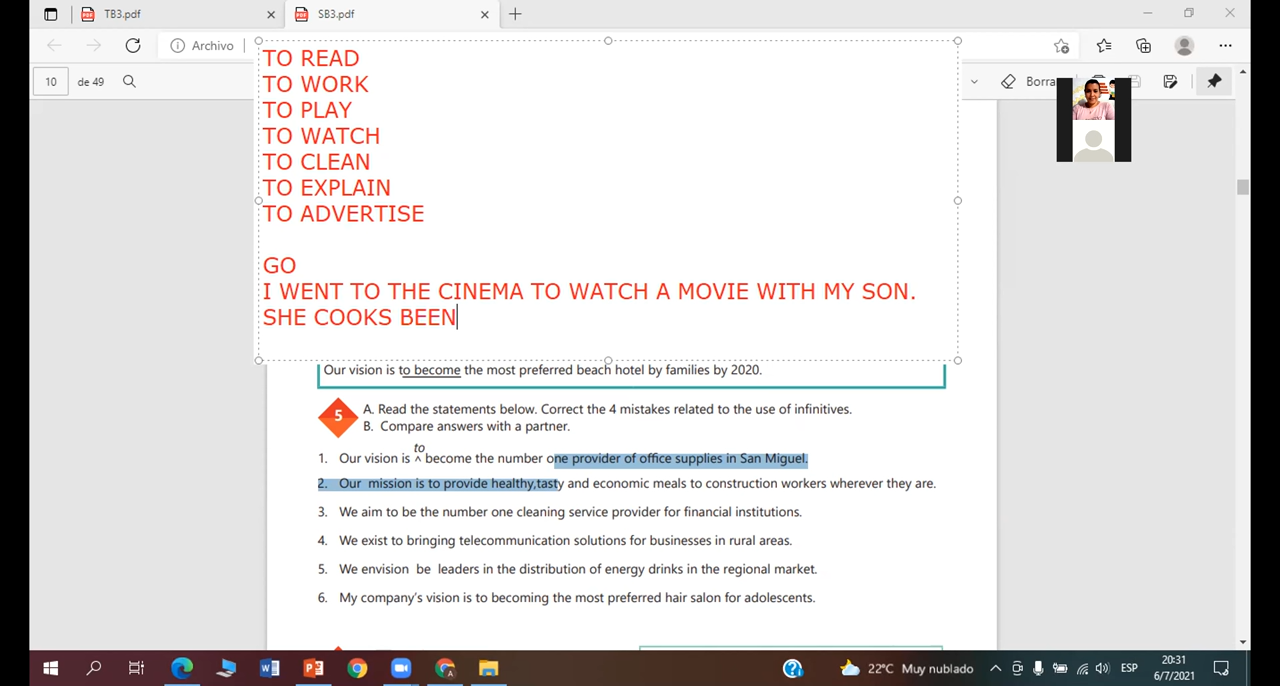 TB3.pdf
SB3.pdf
Archivo
10 de 49
Borra
TO READ
TO WORK
TO PLAY
TO WATCH
TO CLEAN
TO EXPLAIN
TO ADVERTISE
GO
I WENT TO THE CINEMA TO WATCH A MOVIE WITH MY SON.
SHE COOKS BEEN
Our vision is to become the most preferred beach hotel by families by 2020.
5
A. Read the statements below. Correct the 4 mistakes related to the use of infinitives.
B. Compare answers with a partner.
to
1. Our vision is ^ become the number one provider of office supplies in San Miguel.
2. Our mission is to provide healthy,tasty and economic meals to construction workers wherever they are.
3. We aim to be the number one cleaning service provider for financial institutions.
4. We exist to bringing telecommunication solutions for businesses in rural areas.
5. We envision be leaders in the distribution of energy drinks in the regional market.
6. My company's vision is to becoming the most preferred hair salon for adolescents.
22°C Muy nublado
ESP
20:31
6/7/2021